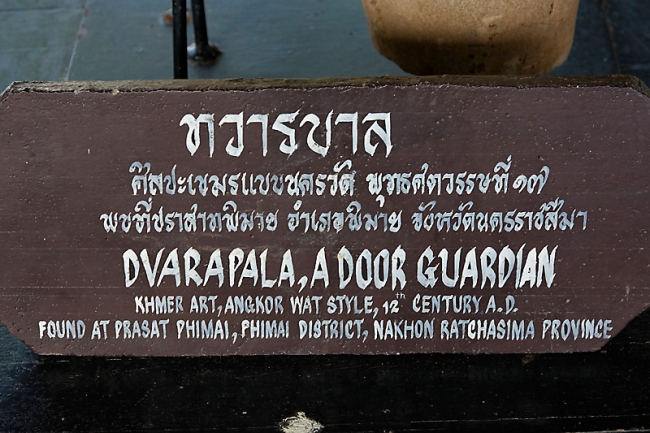 ทวารบาล
ศิลปะเขมรแบบนครวัด พุทธศตวรรษที่ ๑๗
พบที่ปราสาทพิมาย อำเภอพิมาย จังหวัดนครราชสีมา
DVARAPALA, A DOOR GUARDIAN
KHMER ART, ANGKOR WAT STYLE, 12th CENTURY A.D.
FOUND AT PRASAT PHIMAI, PHIMAI DISTRICT, NAKHON RATCHASIMA PROVINCE